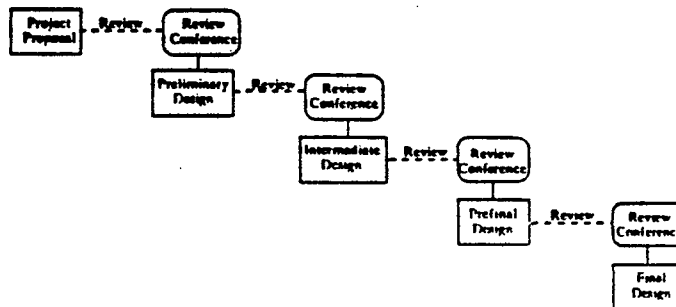 Project
Proposal
Review
Review
Conference
Preliminary
Design
Review
Review
Conference
Intermediate
Design
Review
Review
Conference
Prefinal
Design
Review
Review
Conference
Final
Design